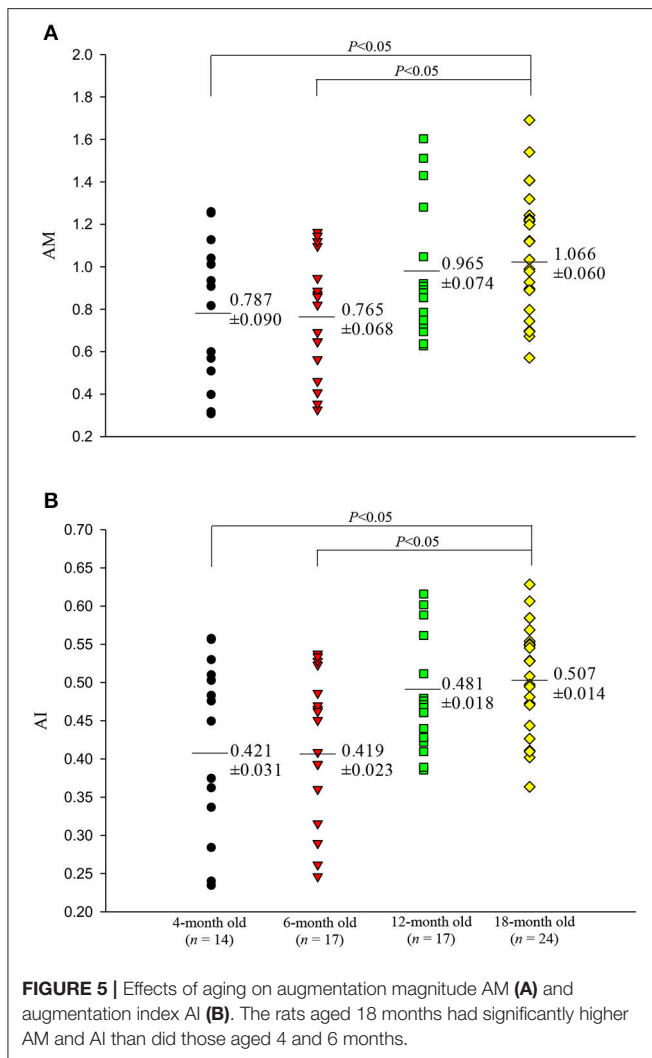 A
P<0.05
P<0.05
2.0
1.8
1.6
1.4
1.2
1.0
0.8
0.6
0.4
0.2
AM
0.787
±0.090
0.765
±0.068
0.965
±0.074
1.066
±0.060
B
P<0.05
P<0.05
0.70
0.65
0.60
0.55
0.50
0.45
0.40
0.35
0.30
0.25
0.20
AI
0.421
±0.031
0.419
±0.023
0.481
±0.018
0.507
±0.014
4-month old 6-month old 12-month old 18-month old
(n = 14) (n = 17) (n = 17) (n = 24)
FIGURE 5 | Effects of aging on augmentation magnitude AM (A) and
augmentation index AI (B). The rats aged 18 months had significantly higher
AM and AI than did those aged 4 and 6 months.